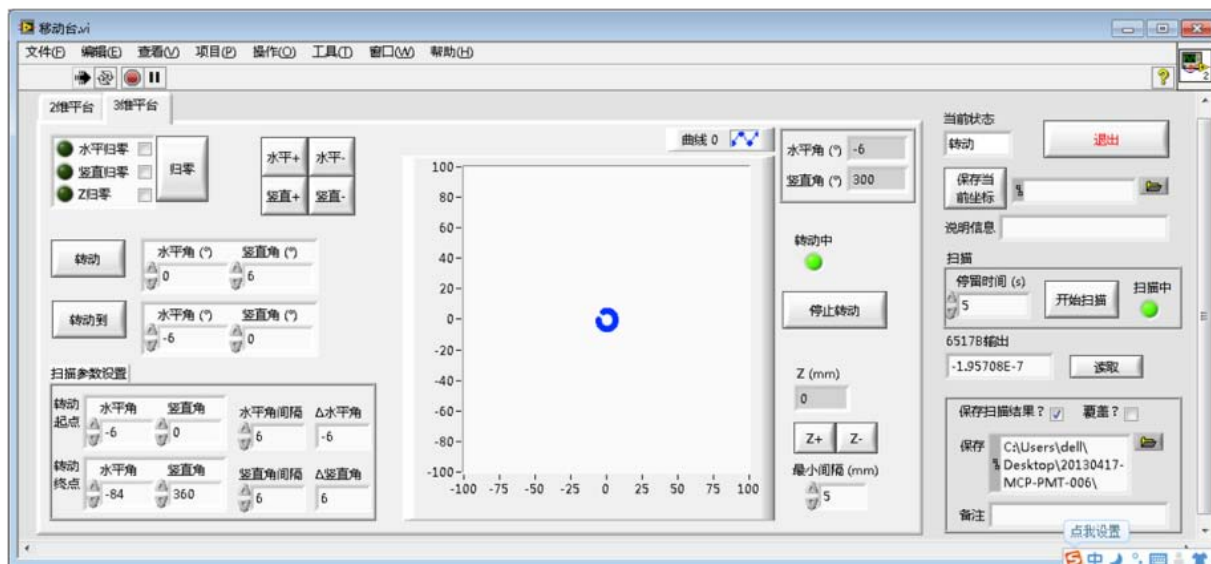 移动台.vi
文件(F) 编辑(E) 查看(V) 项目(P) 操作(O) 工具(T) 窗口(W) 帮助(H)
2
2维平台 3维平台
水平归零
竖直归零
Z归零
归零
水平+ 水平-
竖直+ 竖直-
转动
水平角 (°) 竖直角 (°)
0 6
转动到
水平角 (°) 竖直角 (°)
-6 0
扫描参数设置
转动起点
水平角 竖直角 水平角间隔 Δ水平角
-6 0 6 -6
转动终点
水平角 竖直角 竖直角间隔 Δ竖直角
-84 360 6 6
曲线 0
100
80
60
40
20
0
-20
-40
-60
-80
-100
-100 -75 -50 -25 0 25 50 75 100
水平角 (°) -6
竖直角 (°) 300
转动中
停止转动
Z (mm)
0
Z+ Z-
最小间隔 (mm)
5
当前状态
转动
退出
保存当
前坐标
说明信息
扫描
停留时间 (s)
5
开始扫描
扫描中
6517B输出
-1.95708E-7
读取
保存扫描结果? 覆盖?
保存
C:\Users\dell\
Desktop\20130417-
MCP-PMT-006\
备注
点我设置
中